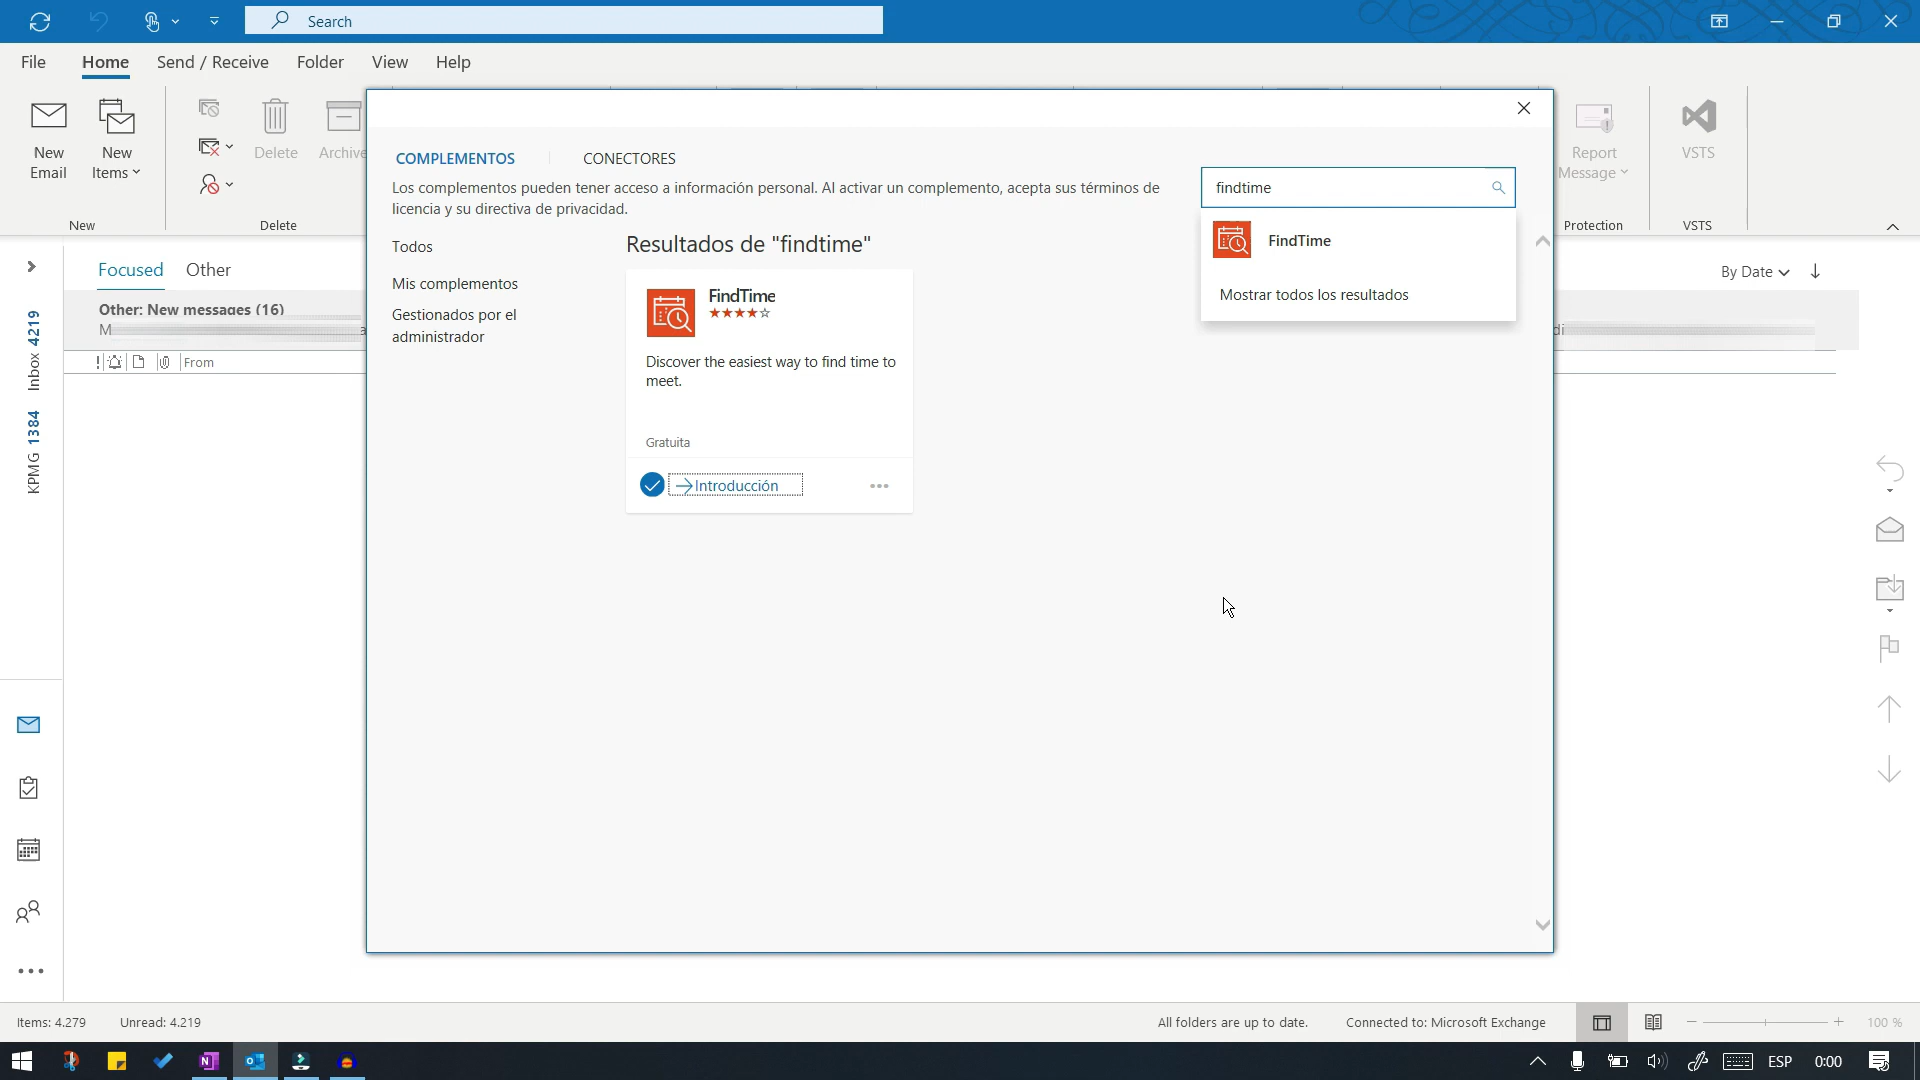 Search
File
Home
Send / Receive
Folder
View
Help
New
Email
New
Items
Delete
Archive
New
Delete
Report
Message
VSTS
Protection
VSTS
COMPLEMENTOS
CONECTORES
Los complementos pueden tener acceso a información personal. Al activar un complemento, acepta sus términos de
licencia y su directiva de privacidad.
findtime
FindTime
Mostrar todos los resultados
Todos
Mis complementos
Gestionados por el
administrador
Resultados de "findtime"
FindTime
Discover the easiest way to find time to
meet.
Gratuita
Introducción
Focused
Other
By Date
Other: New messages (16)
From
Inbox 4219
KPMG 1384
Items: 4.279
Unread: 4.219
All folders are up to date.
Connected to: Microsoft Exchange
100 %
ESP
0:00